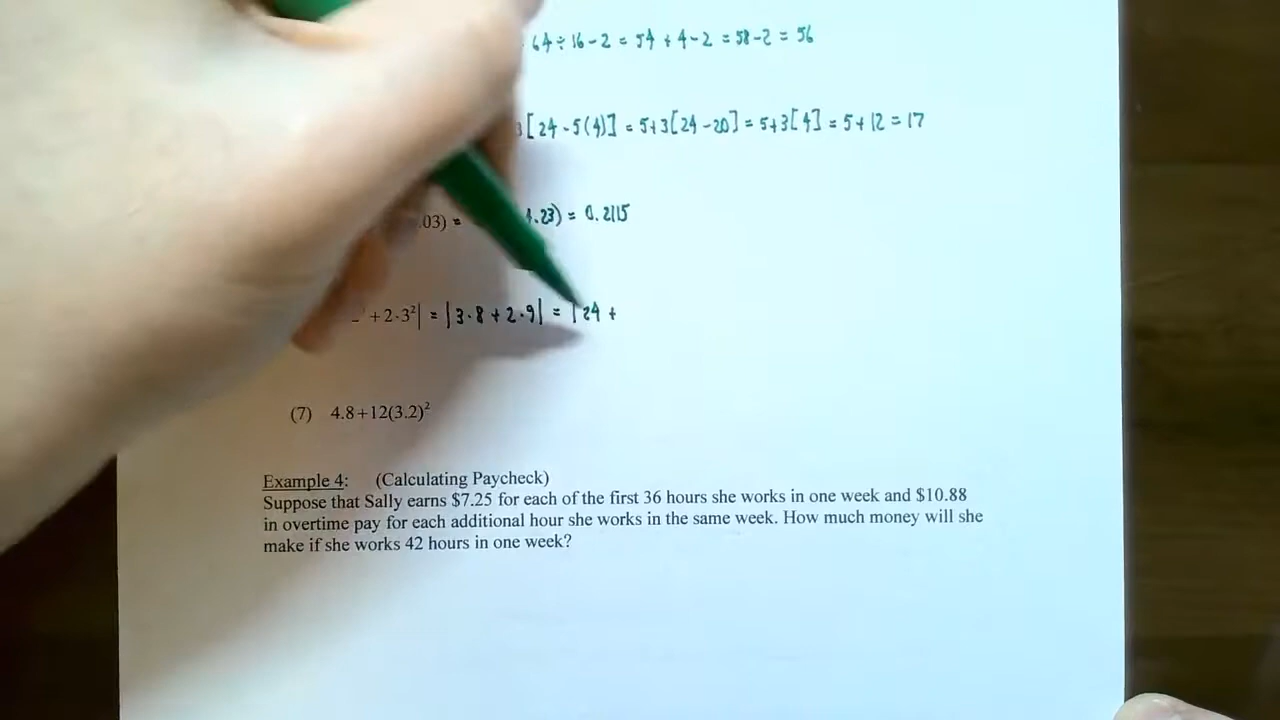 64 ÷ 16 - 2 = 54 + 4 - 2 = 58 - 2 = 56
[24 - 5(4)] = 5+3[24 - 20] = 5+3[4] = 5 + 12 = 17
.03) = .23) = 0.2115
+ 2·3²| = |3·8 + 2·9| = |24 +
(7) 4.8+12(3.2)²
Example 4: (Calculating Paycheck)
Suppose that Sally earns $7.25 for each of the first 36 hours she works in one week and $10.88
in overtime pay for each additional hour she works in the same week. How much money will she
make if she works 42 hours in one week?